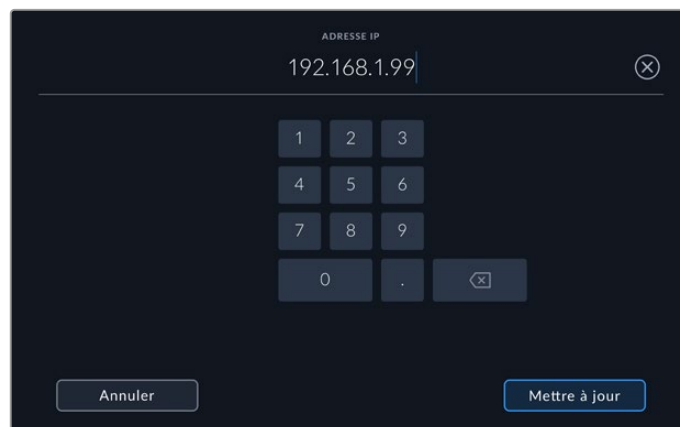 ADRESSE IP
192.168.1.99
1 2 3
4 5 6
7 8 9
0 .
Annuler Mettre à jour